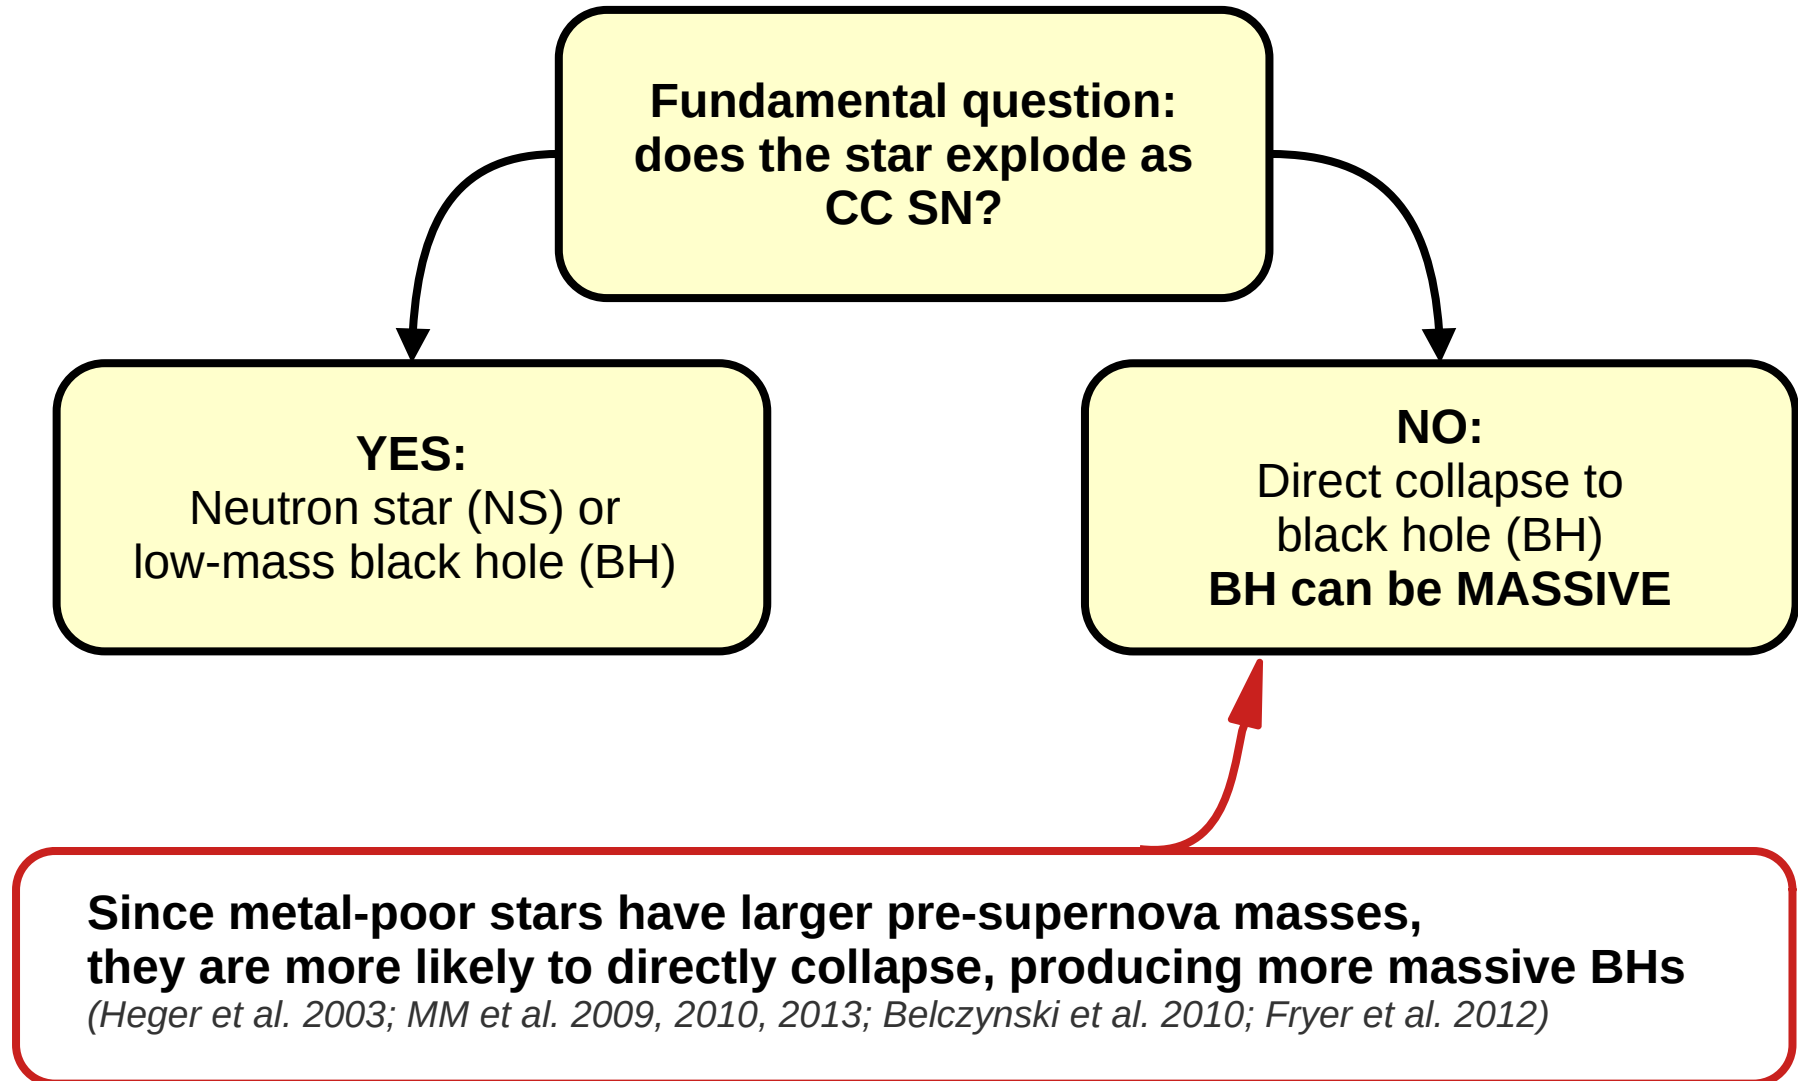 Fundamental question:
does the star explode as
CC SN?
YES:
Neutron star (NS) or
low-mass black hole (BH)
NO:
Direct collapse to
black hole (BH)
BH can be MASSIVE
Since metal-poor stars have larger pre-supernova masses,
they are more likely to directly collapse, producing more massive BHs
(Heger et al. 2003; MM et al. 2009, 2010, 2013; Belczynski et al. 2010; Fryer et al. 2012)